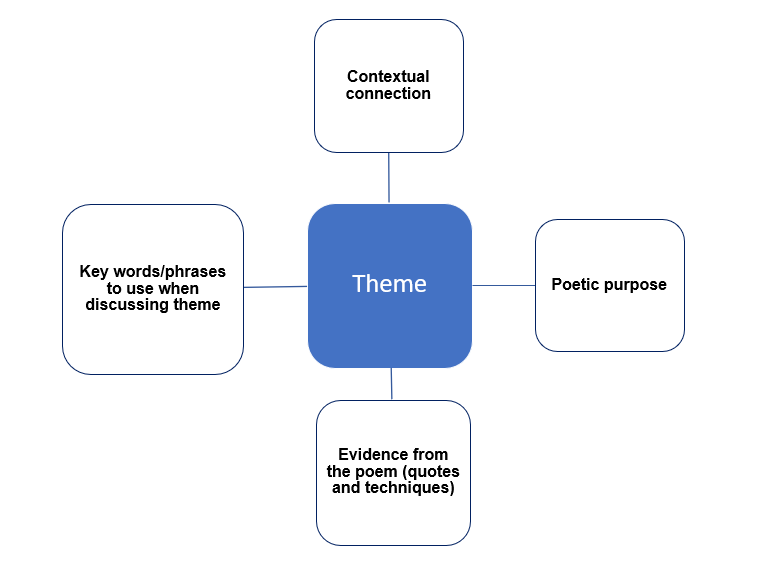 Contextual
connection
Key words/phrases
to use when
discussing theme
Theme
Poetic purpose
Evidence from
the poem (quotes
and techniques)